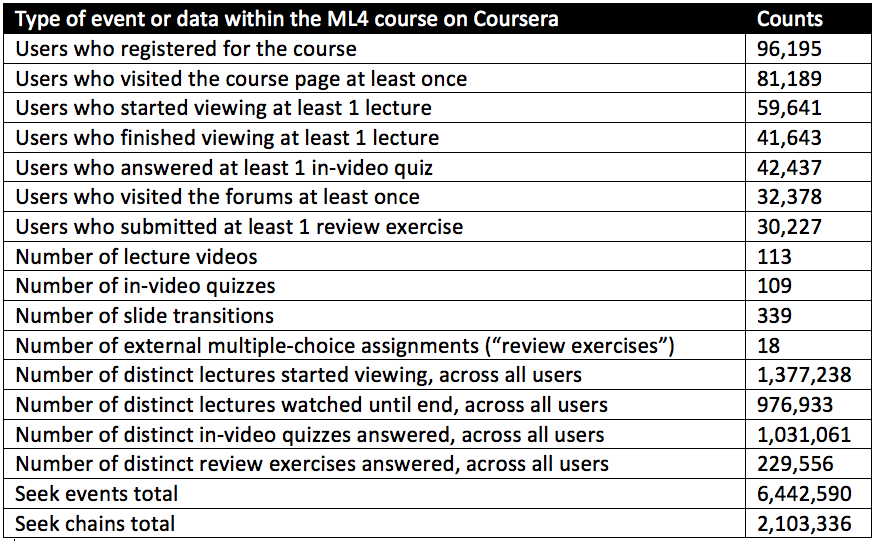 Type of event or data within the ML4 course on Coursera Counts
Users who registered for the course 96,195
Users who visited the course page at least once 81,189
Users who started viewing at least 1 lecture 59,641
Users who finished viewing at least 1 lecture 41,643
Users who answered at least 1 in-video quiz 42,437
Users who visited the forums at least once 32,378
Users who submitted at least 1 review exercise 30,227
Number of lecture videos 113
Number of in-video quizzes 109
Number of slide transitions 339
Number of external multiple-choice assignments (“review exercises”) 18
Number of distinct lectures started viewing, across all users 1,377,238
Number of distinct lectures watched until end, across all users 976,933
Number of distinct in-video quizzes answered, across all users 1,031,061
Number of distinct review exercises answered, across all users 229,556
Seek events total 6,442,590
Seek chains total 2,103,336